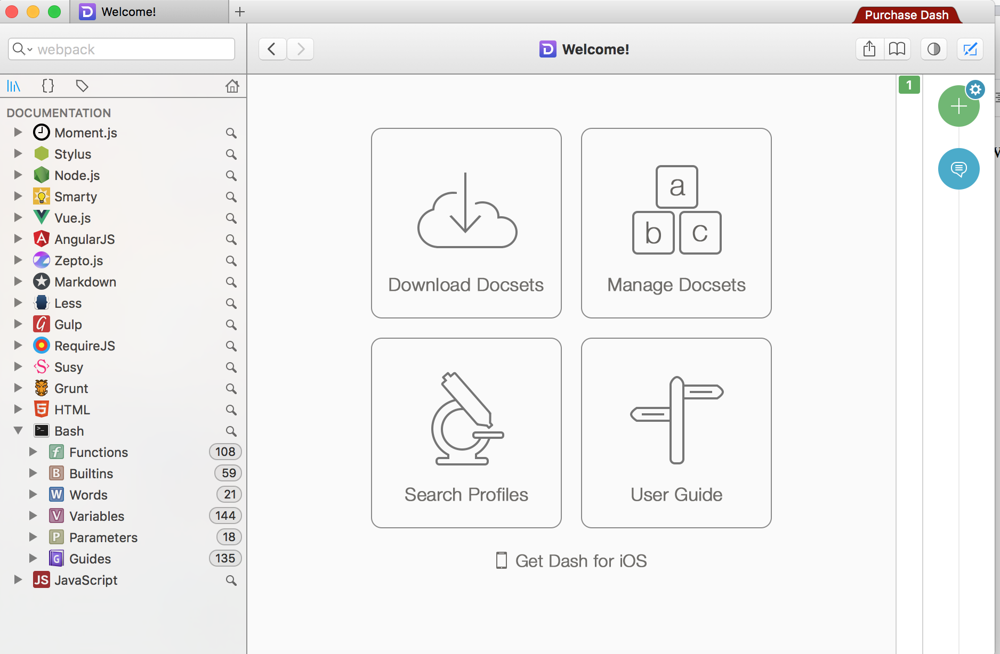 Welcome!
Purchase Dash
webpack
Welcome!
DOCUMENTATION
Moment.js
Stylus
Node.js
Smarty
Vue.js
AngularJS
Zepto.js
Markdown
Less
Gulp
RequireJS
Susy
Grunt
HTML
Bash
Functions 108
Builtins 59
Words 21
Variables 144
Parameters 18
Guides 135
JS JavaScript
1
a
b c
Download Docsets
Manage Docsets
Search Profiles
User Guide
Get Dash for iOS